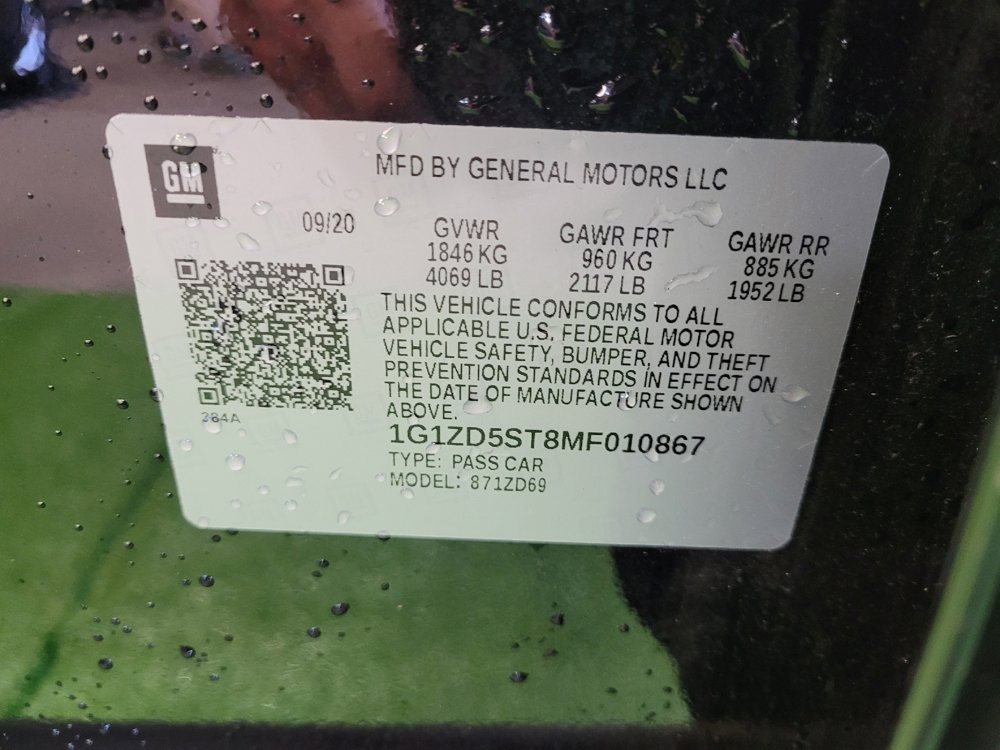 GM
MFD BY GENERAL MOTORS LLC
09/20
GVWR
1846 KG
4069 LB
GAWR FRT
960 KG
2117 LB
GAWR RR
885 KG
1952 LB
THIS VEHICLE CONFORMS TO ALL
APPLICABLE U.S. FEDERAL MOTOR
VEHICLE SAFETY, BUMPER, AND THEFT
PREVENTION STANDARDS IN EFFECT ON
THE DATE OF MANUFACTURE SHOWN
ABOVE.
284A
1G1ZD5ST8MF010867
TYPE: PASS CAR
MODEL: 871ZD69